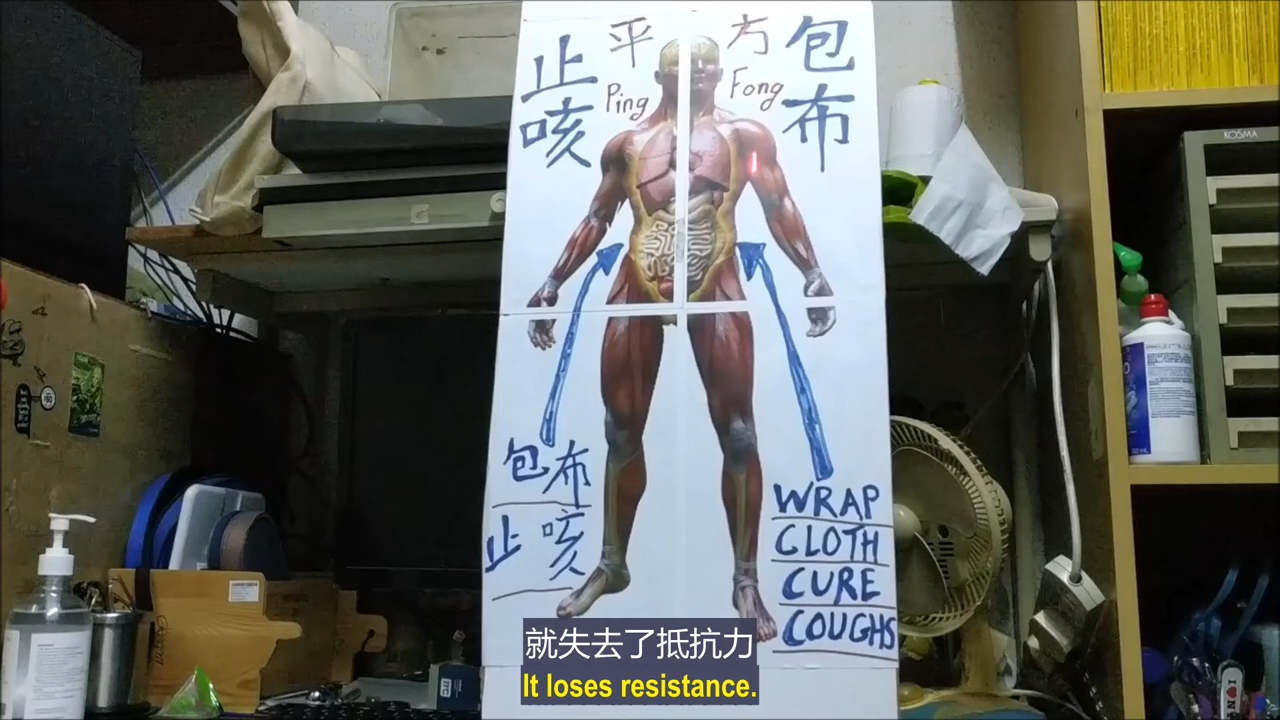 平 方
Ping Fong
止咳
包布
包布
止咳
WRAP
CLOTH
CURE
COUGHS
KOSMA
就失去了抵抗力
It loses resistance.